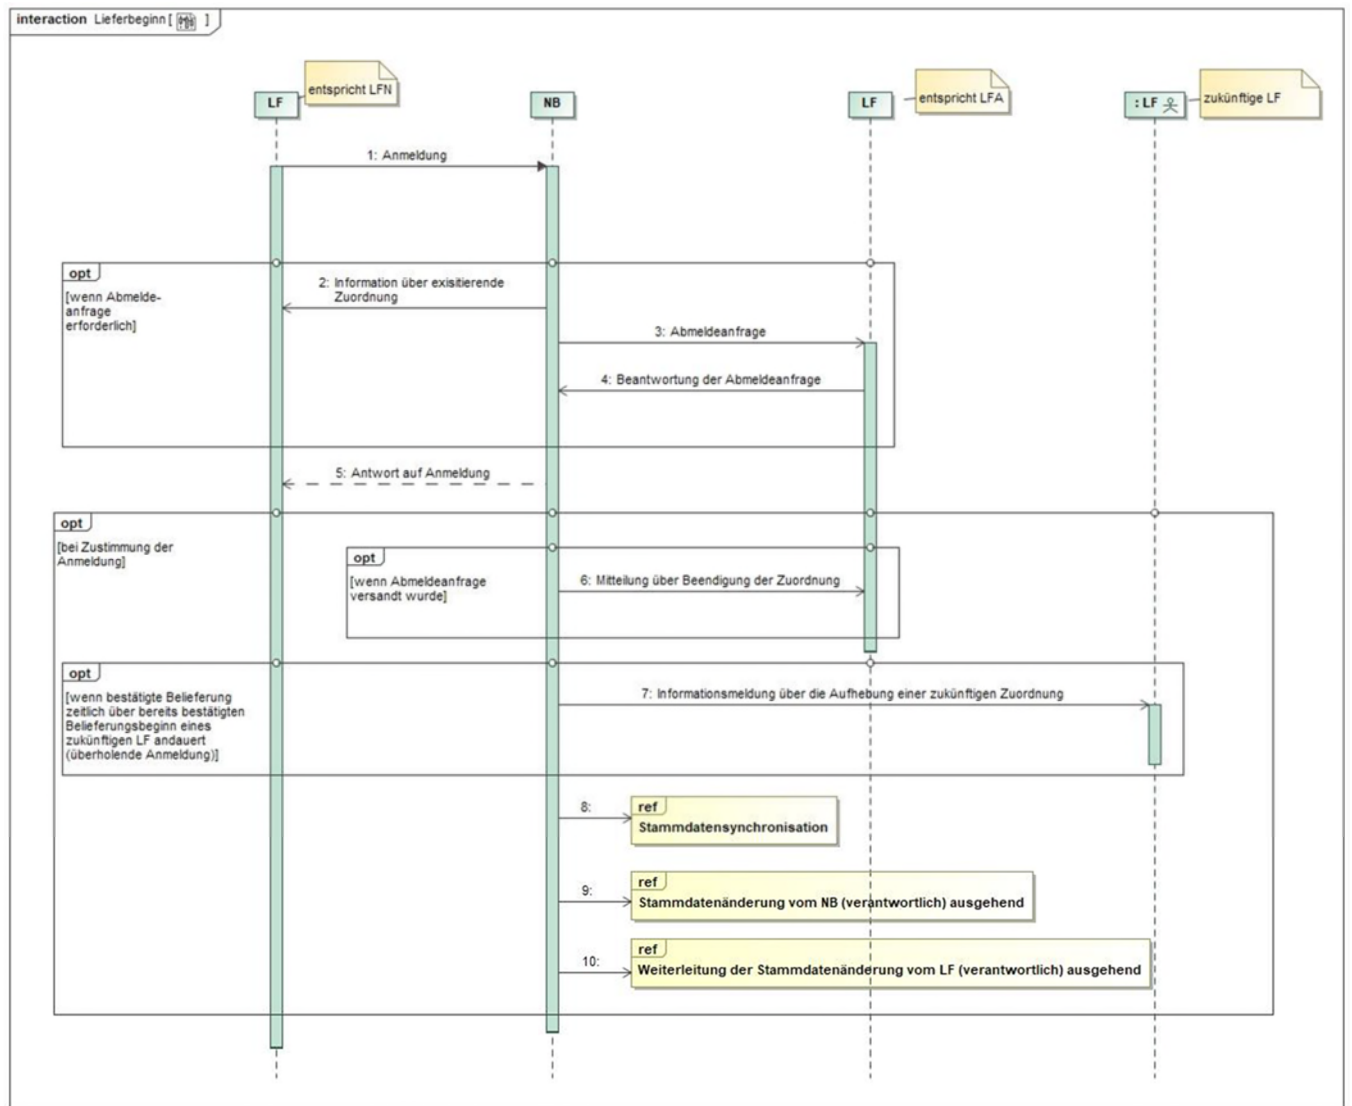 interaction Lieferbeginn [ ]
entspricht LFN
LF
NB
LF
entspricht LFA
: LF
zukünftige LF
1: Anmeldung
opt
[wenn Abmelde-
anfrage
erforderlich]
2: Information über exisitierende
Zuordnung
3: Abmeldeanfrage
4: Beantwortung der Abmeldeanfrage
5: Antwort auf Anmeldung
opt
[bei Zustimmung der
Anmeldung]
opt
[wenn Abmeldeanfrage
versandt wurde]
6: Mitteilung über Beendigung der Zuordnung
opt
[wenn bestätigte Belieferung
zeitlich über bereits bestätigten
Belieferungsbeginn eines
zukünftigen LF andauert
(überholende Anmeldung)]
7: Informationsmeldung über die Aufhebung einer zukünftigen Zuordnung
8:
ref
Stammdatensynchronisation
9:
ref
Stammdatenänderung vom NB (verantwortlich) ausgehend
10:
ref
Weiterleitung der Stammdatenänderung vom LF (verantwortlich) ausgehend